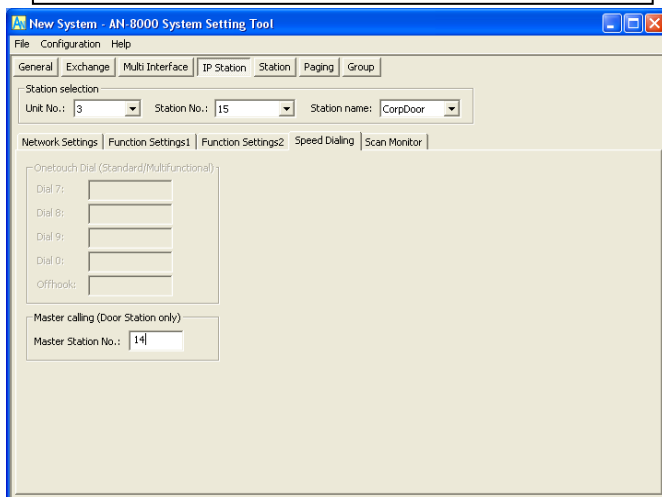 New System - AN-8000 System Setting Tool
File Configuration Help
General Exchange Multi Interface IP Station Station Paging Group
Station selection
Unit No.: 3 Station No.: 15 Station name: CorpDoor
Network Settings Function Settings1 Function Settings2 Speed Dialing Scan Monitor
Onetouch Dial (Standard/Multifunctional)
Dial 7:
Dial 8:
Dial 9:
Dial 0:
Offhook:
Master calling (Door Station only)
Master Station No.: 14